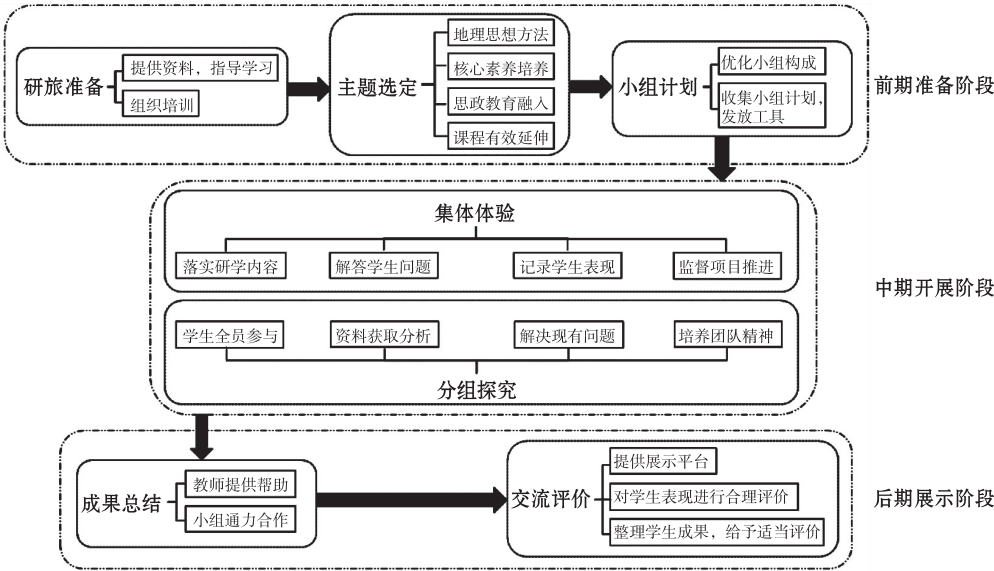 研旅准备
提供资料，指导学习
组织培训
主题选定
地理思想方法
核心素养培养
思政教育融入
课程有效延伸
小组计划
优化小组构成
收集小组计划，
发放工具
前期准备阶段
集体体验
落实研学内容
解答学生问题
记录学生表现
监督项目推进
学生全员参与
资料获取分析
解决现有问题
培养团队精神
分组探究
中期开展阶段
成果总结
教师提供帮助
小组通力合作
交流评价
提供展示平台
对学生表现进行合理评价
整理学生成果，给予适当评价
后期展示阶段